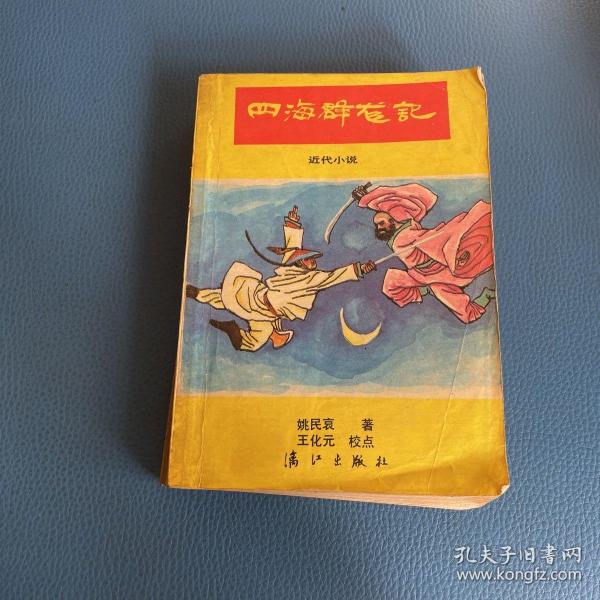 四海群龙記
近代小说
姚民哀 著
王化元 校点
漓江出版社
孔夫子旧书网
www.kongfz.com